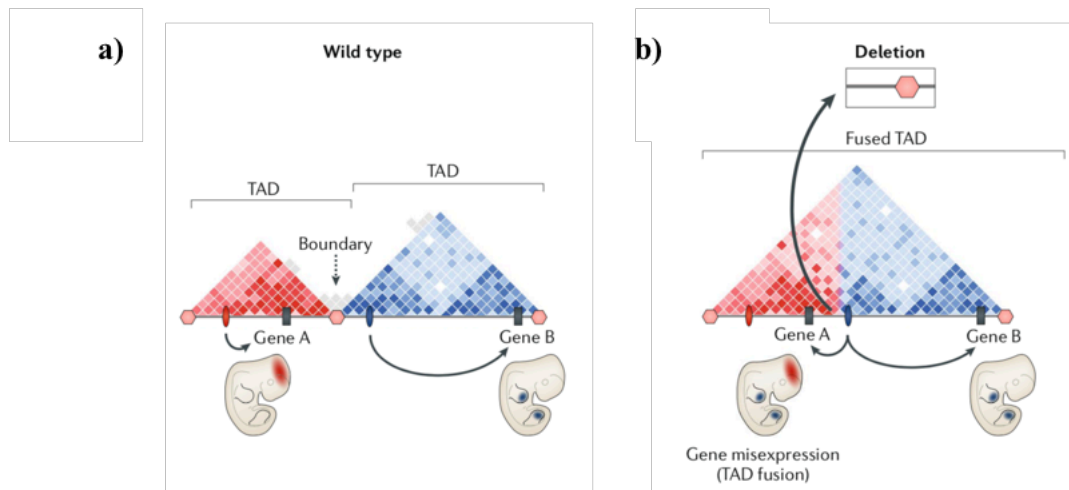 a)
Wild type
TAD
TAD
Boundary
Gene A
Gene B
b)
Deletion
Fused TAD
Gene A
Gene B
Gene misexpression
(TAD fusion)